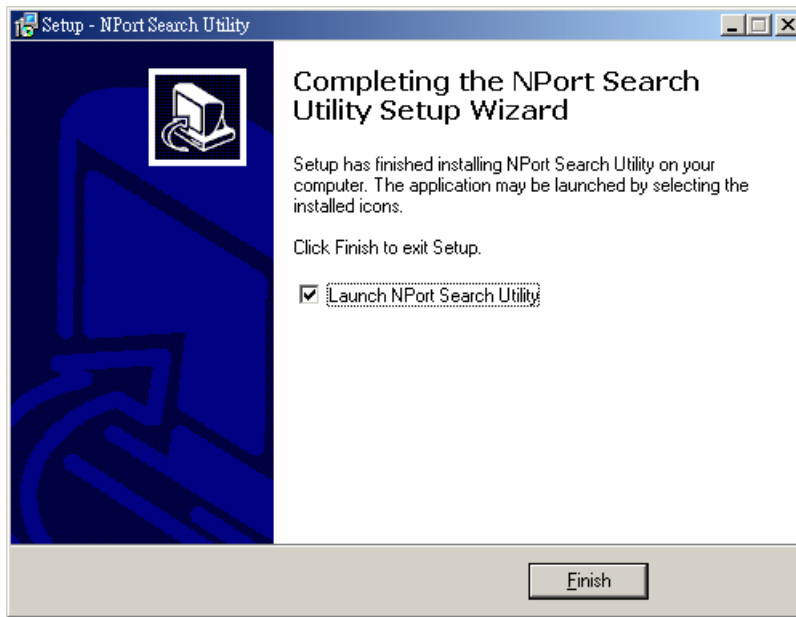 Setup - NPort Search Utility
Completing the NPort Search
Utility Setup Wizard
Setup has finished installing NPort Search Utility on your
computer. The application may be launched by selecting the
installed icons.
Click Finish to exit Setup.
Launch NPort Search Utility
Finish